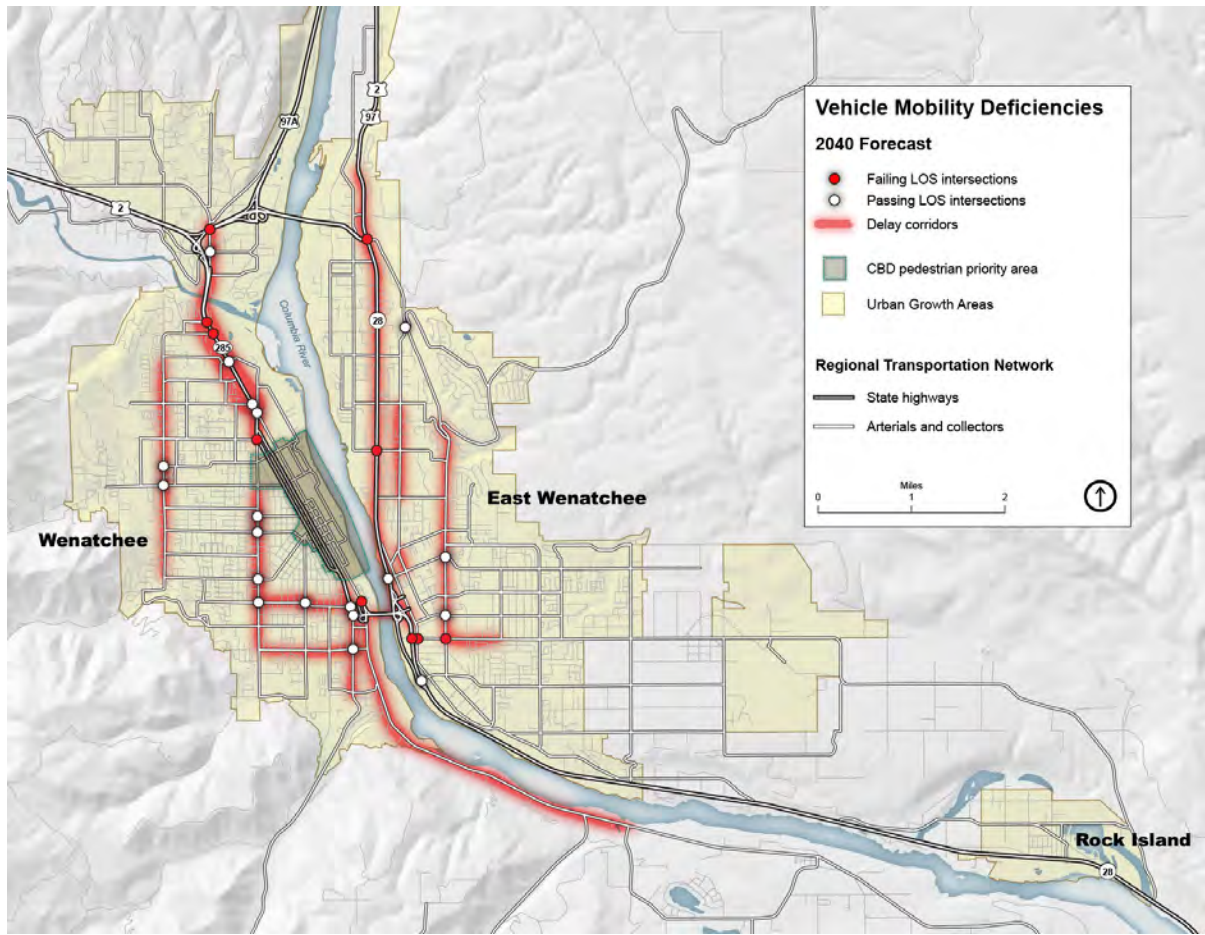 Vehicle Mobility Deficiencies
2040 Forecast
Failing LOS intersections
Passing LOS intersections
Delay corridors
CBD pedestrian priority area
Urban Growth Areas
Regional Transportation Network
State highways
Arterials and collectors
Miles
0 1 2
2
97
97A
2
28
285
Columbia River
Wenatchee
East Wenatchee
Rock Island
28